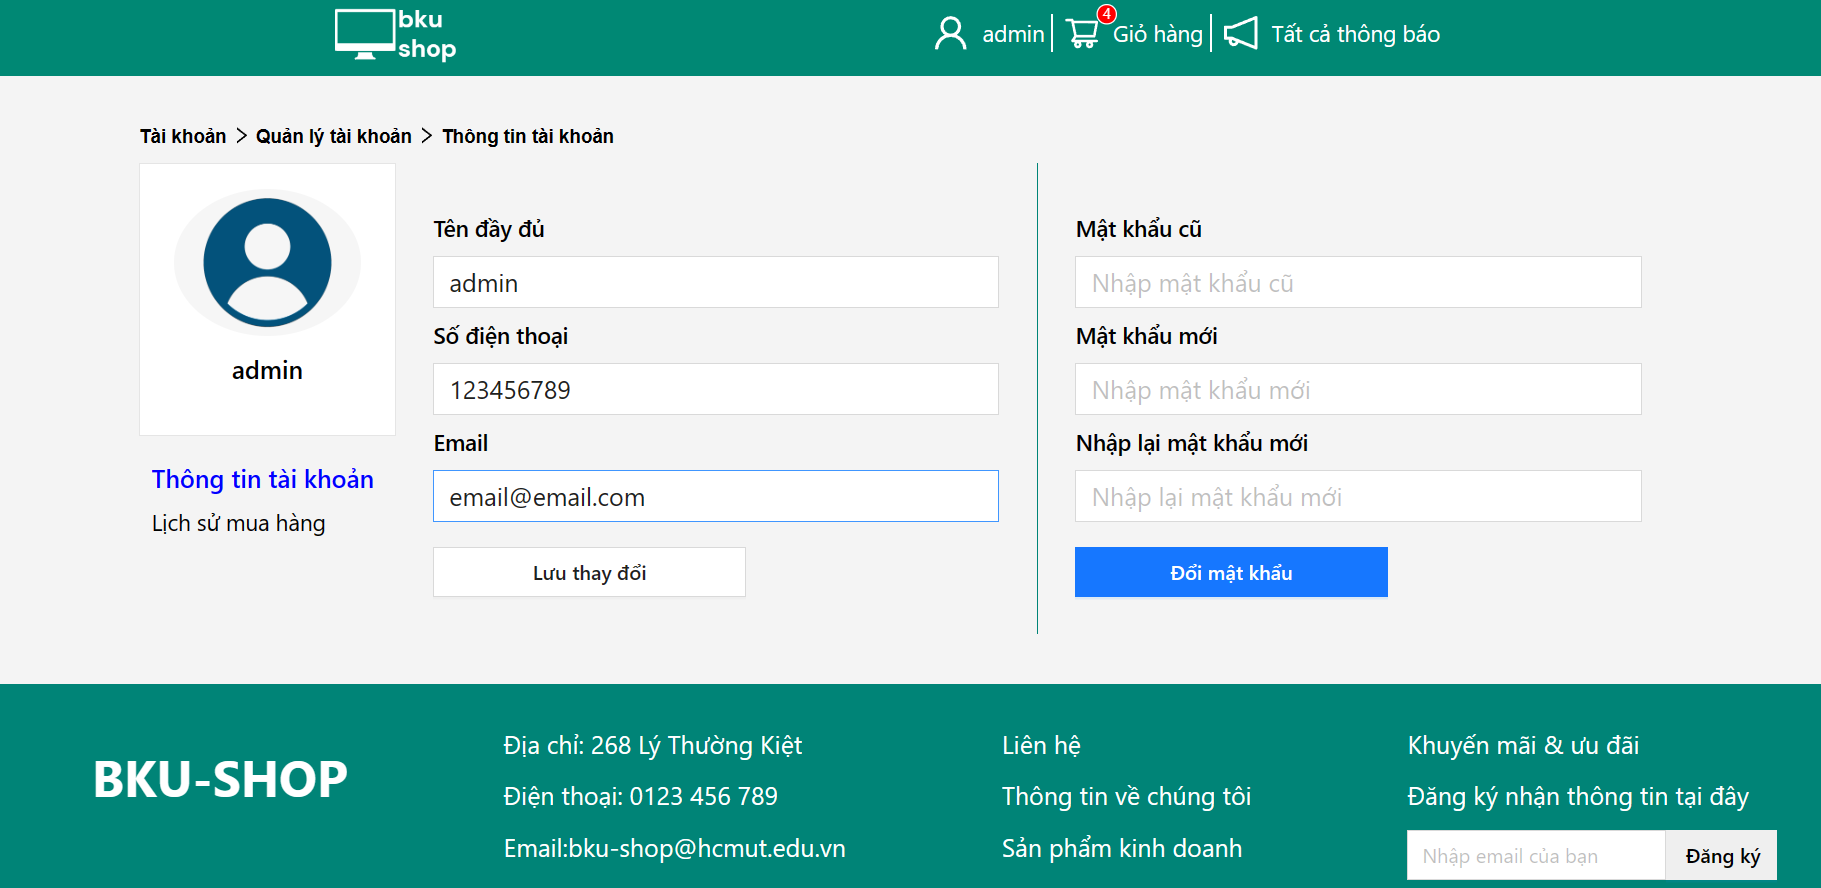 bku
shop
admin
4
Giỏ hàng
Tất cả thông báo
Tài khoản > Quản lý tài khoản > Thông tin tài khoản
admin
Thông tin tài khoản
Lịch sử mua hàng
Tên đầy đủ
admin
Số điện thoại
123456789
Email
email@email.com
Lưu thay đổi
Mật khẩu cũ
Nhập mật khẩu cũ
Mật khẩu mới
Nhập mật khẩu mới
Nhập lại mật khẩu mới
Nhập lại mật khẩu mới
Đổi mật khẩu
BKU-SHOP
Địa chỉ: 268 Lý Thường Kiệt
Điện thoại: 0123 456 789
Email:bku-shop@hcmut.edu.vn
Liên hệ
Thông tin về chúng tôi
Sản phẩm kinh doanh
Khuyến mãi & ưu đãi
Đăng ký nhận thông tin tại đây
Nhập email của bạn
Đăng ký